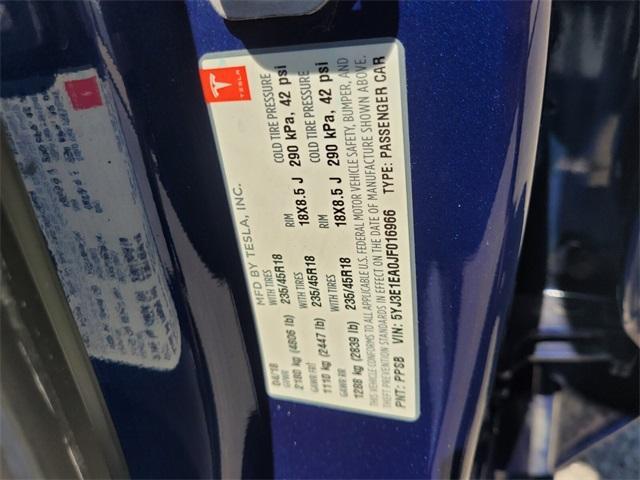 TESLA
MFD BY TESLA, INC.
04/18
GVWR WITH TIRES RIM COLD TIRE PRESSURE
2180 kg (4806 lb) 235/45R18 18X8.5 J 290 kPa, 42 psi
GAWR FRT WITH TIRES RIM COLD TIRE PRESSURE
1110 kg (2447 lb) 235/45R18 18X8.5 J 290 kPa, 42 psi
GAWR RR
1288 kg (2839 lb) 235/45R18
THIS VEHICLE CONFORMS TO ALL APPLICABLE U.S. FEDERAL MOTOR VEHICLE SAFETY, BUMPER, AND
THEFT PREVENTION STANDARDS IN EFFECT ON THE DATE OF MANUFACTURE SHOWN ABOVE.
PNT: PPSB VIN: 5YJ3E1EA0JF016966 TYPE: PASSENGER CAR